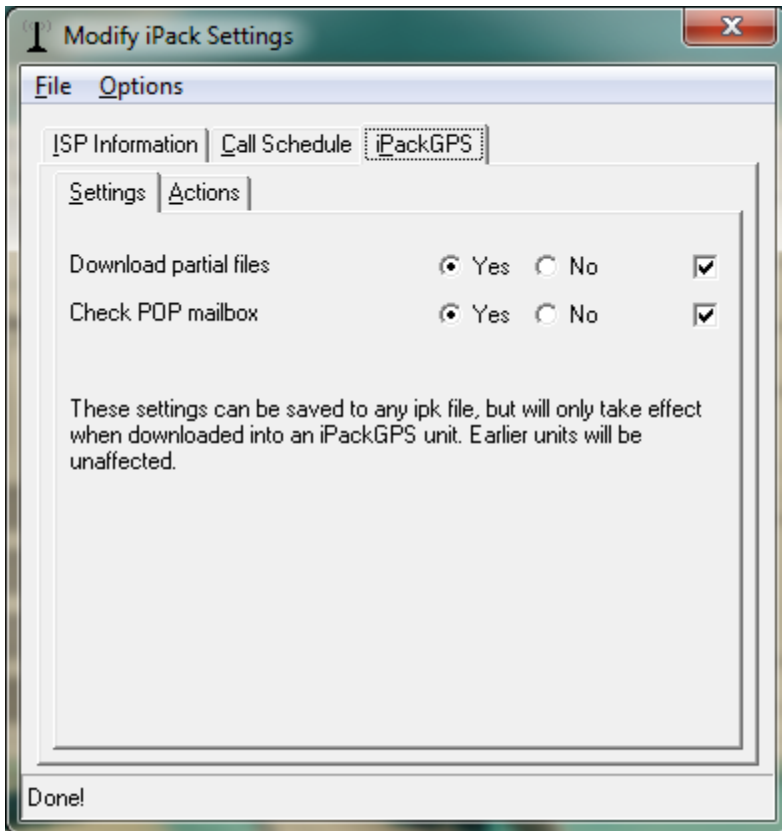 Modify iPack Settings
File Options
ISP Information Call Schedule iPackGPS
Settings Actions
Download partial files Yes No
Check POP mailbox Yes No
These settings can be saved to any ipk file, but will only take effect
when downloaded into an iPackGPS unit. Earlier units will be
unaffected.
Done!